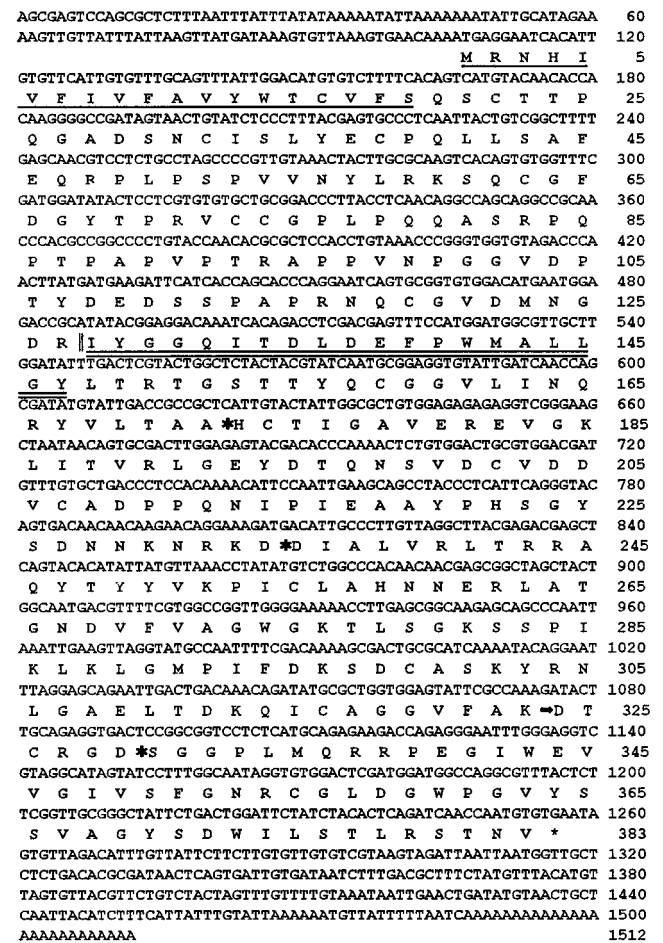 AGCGAGTCCAGCGCTCTTTAATTTATTTATATAAAAATATTAAAAAAATATTGCATAGAA 60
AAGTTGTTATTTATTAAGTTATGATAAAGTGTTAAAGTGAACAAAATGAGGAATCACATT 120
M R N H I 5
GTGTTCATTGTGTTTGCAGTTTATTGGACATGTGTCTTTTCACAGTCATGTACAACACCA 180
V F I V F A V Y W T C V F S Q S C T T P 25
CAAGGGGCCGATAGTAACTGTATCTCCCTTTACGAGTGCCCTCAATTACTGTCGGCTTTT 240
Q G A D S N C I S L Y E C P Q L L S A F 45
GAGCAACGTCCTCTGCCTAGCCCCGTTGTAAACTACTTGCGCAAGTCACAGTGTGGTTTC 300
E Q R P L P S P V V N Y L R K S Q C G F 65
GATGGATATACTCCTCGTGTGTGCTGCGGACCCTTACCTCAACAGGCCAGCAGGCCGCAA 360
D G Y T P R V C C G P L P Q Q A S R P Q 85
CCCACGCCGGCCCCTGTACCAACACGCGCTCCACCTGTAAACCCGGGTGGTGTAGACCCA 420
P T P A P V P T R A P P V N P G G V D P 105
ACTTATGATGAAGATTCATCACCAGCACCCAGGAATCAGTGCGGTGTGGACATGAATGGA 480
T Y D E D S S P A P R N Q C G V D M N G 125
GACCGCATATACGGAGGACAAATCACAGACCTCGACGAGTTTCCATGGATGGCGTTGCTT 540
D R I Y G G Q I T D L D E F P W M A L L 145
GGATATTTGACTCGTACTGGCTCTACTACGTATCAATGCGGAGGTGTATTGATCAACCAG 600
G Y L T R T G S T T Y Q C G G V L I N Q 165
CGATATGTATTGACCGCCGCTCATTGTACTATTGGCGCTGTGGAGAGAGAGGTCGGGAAG 660
R Y V L T A A *H C T I G A V E R E V G K 185
CTAATAACAGTGCGACTTGGAGAGTACGACACCCAAAACTCTGTGGACTGCGTGGACGAT 720
L I T V R L G E Y D T Q N S V D C V D D 205
GTTTGTGCTGACCCTCCACAAAACATTCCAATTGAAGCAGCCTACCCTCATTCAGGGTAC 780
V C A D P P Q N I P I E A A Y P H S G Y 225
AGTGACAACAACAAGAACAGGAAAGATGACATTGCCCTTGTTAGGCTTACGAGACGAGCT 840
S D N N K N R K D *D I A L V R L T R R A 245
CAGTACACATATTATGTTAAACCTATATGTCTGGCCCACAACAACGAGCGGCTAGCTACT 900
Q Y T Y Y V K P I C L A H N N E R L A T 265
GGCAATGACGTTTTCGTGGCCGGTTGGGGAAAAACCTTGAGCGGCAAGAGCAGCCCAATT 960
G N D V F V A G W G K T L S G K S S P I 285
AAATTGAAGTTAGGTATGCCAATTTTCGACAAAAGCGACTGCGCATCAAAATACAGGAAT 1020
K L K L G M P I F D K S D C A S K Y R N 305
TTAGGAGCAGAATTGACTGACAAACAGATATGCGCTGGTGGAGTATTCGCCAAAGATACT 1080
L G A E L T D K Q I C A G G V F A K ➡D T 325
TGCAGAGGTGACTCCGGCGGTCCTCTCATGCAGAGAAGACCAGAGGGAATTTGGGAGGTC 1140
C R G D *S G G P L M Q R R P E G I W E V 345
GTAGGCATAGTATCCTTTGGCAATAGGTGTGGACTCGATGGATGGCCAGGCGTTTACTCT 1200
V G I V S F G N R C G L D G W P G V Y S 365
TCGGTTGCGGGCTATTCTGACTGGATTCTATCTACACTCAGATCAACCAATGTGTGAATA 1260
S V A G Y S D W I L S T L R S T N V * 383
GTGTTAGACATTTGTTATTCTTCTTGTGTTGTGTCGTAAGTAGATTAATTAATGGTTGCT 1320
CTCTGACACGCGATAACTCAGTGATTGTGATAATCTTTGACGCTTTCTATGTTTACATGT 1380
TAGTGTTACGTTCTGTCTACTAGTTTGTTTTGTAAATAATTGAACTGATATGTAACTGCT 1440
CAATTACATCTTTCATTATTTGTATTAAAAAATGTTATTTTTAATCAAAAAAAAAAAAAA 1500
AAAAAAAAAAAA 1512